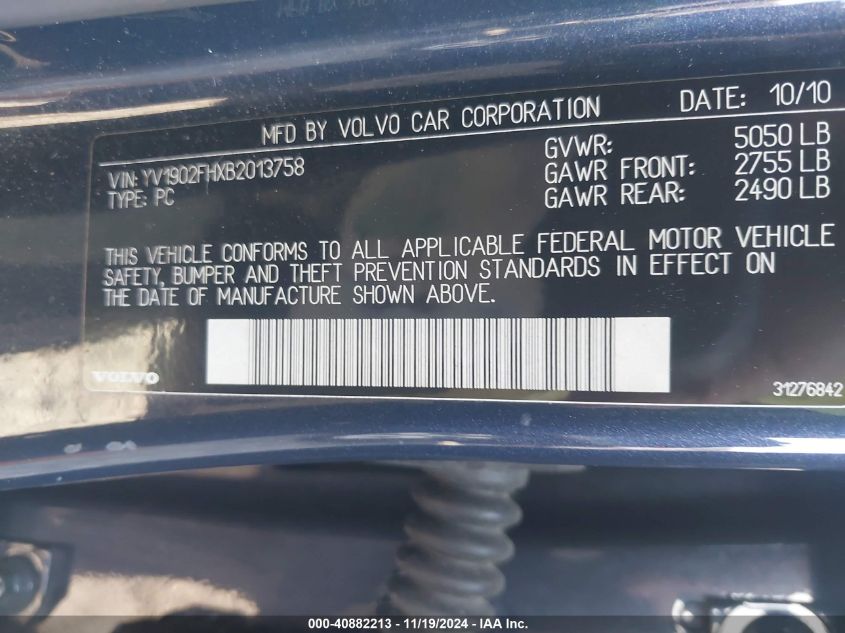 MFD BY VOLVO CAR CORPORATION DATE: 10/10
VIN: YV1902FHXB2013758 GVWR: 5050 LB
TYPE: PC GAWR FRONT: 2755 LB
GAWR REAR: 2490 LB
THIS VEHICLE CONFORMS TO ALL APPLICABLE FEDERAL MOTOR VEHICLE
SAFETY, BUMPER AND THEFT PREVENTION STANDARDS IN EFFECT ON
THE DATE OF MANUFACTURE SHOWN ABOVE.
VOLVO
31276842
000-40882213 - 11/19/2024 - IAAI Inc.